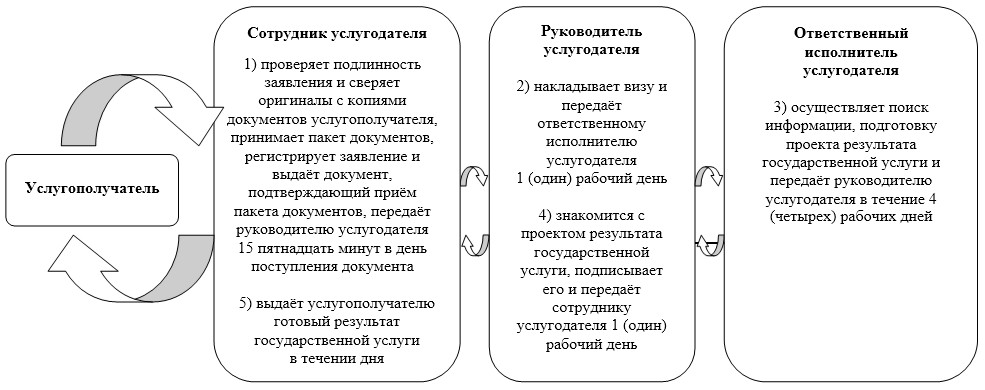 Услугополучатель
Сотрудник услугодателя
1) проверяет подлинность
заявления и сверяет
оригиналы с копиями
документов услугополучателя,
принимает пакет документов,
регистрирует заявление и
выдаёт документ,
подтверждающий приём
пакета документов, передаёт
руководителю услугодателя
15 пятнадцать минут в день
поступления документа
5) выдаёт услугополучателю
готовый результат
государственной услуги
в течении дня
Руководитель
услугодателя
2) накладывает визу и
передаёт
ответственному
исполнителю
услугодателя
1 (один) рабочий день
4) знакомится с
проектом результата
государственной
услуги, подписывает
его и передаёт
сотруднику
услугодателя 1 (один)
рабочий день
Ответственный
исполнитель
услугодателя
3) осуществляет поиск
информации, подготовку
проекта результата
государственной услуги и
передаёт руководителю
услугодателя в течение 4
(четырех) рабочих дней